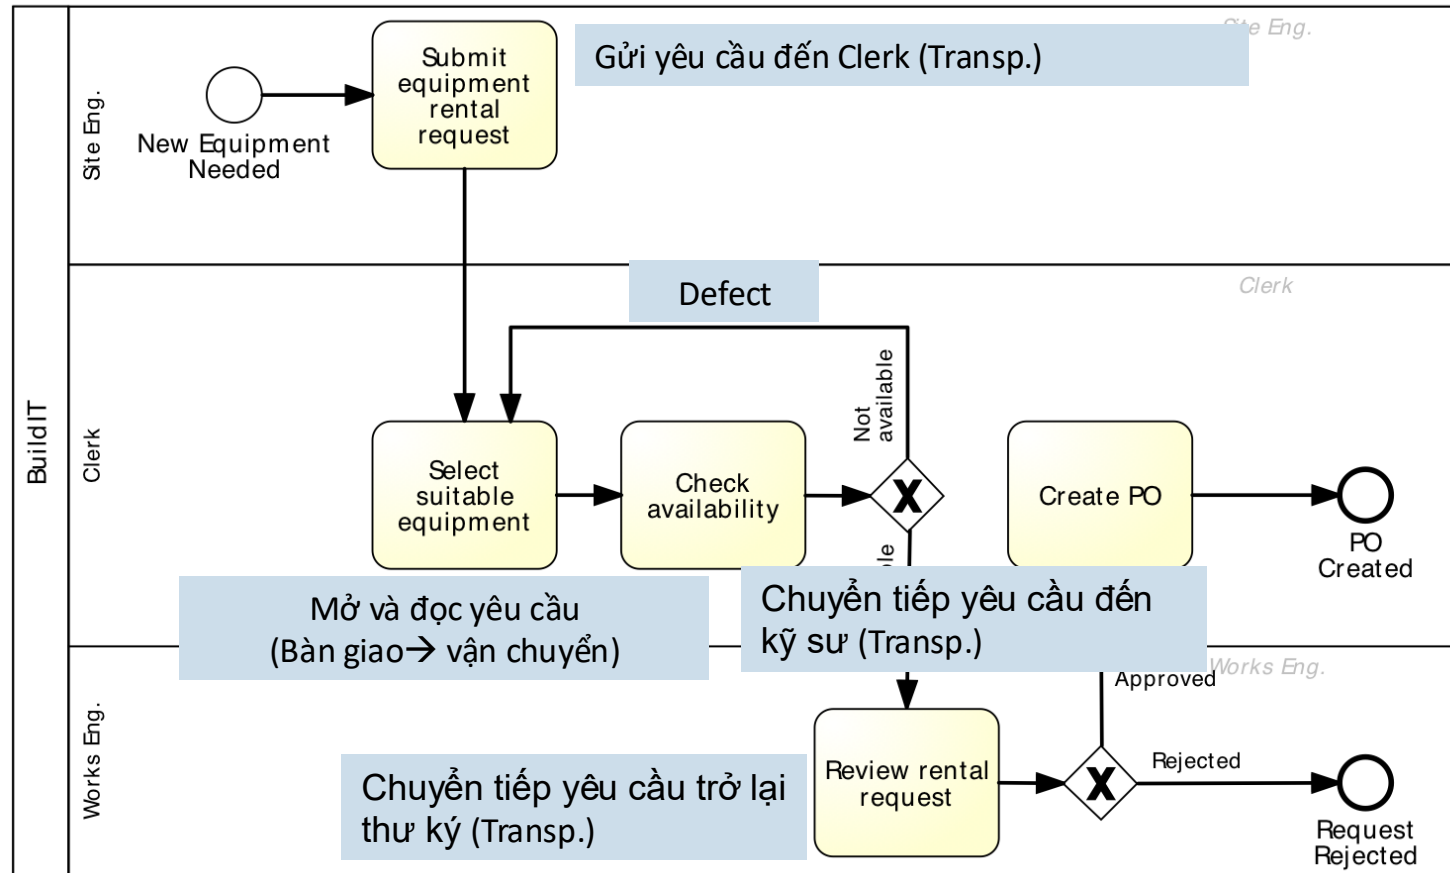 Site Eng.
Submit
equipment
rental
request
Gửi yêu cầu đến Clerk (Transp.)
New Equipment
Needed
Site Eng.
BuildIT
Clerk
Defect
Clerk
Not
available
Select
suitable
equipment
Check
availability
X
Create PO
PO
Created
Mở và đọc yêu cầu
(Bàn giao→ vận chuyển)
Chuyển tiếp yêu cầu đến
kỹ sư (Transp.)
Works Eng.
Approved
Works Eng.
Chuyển tiếp yêu cầu trở lại
thư ký (Transp.)
Review rental
request
X
Rejected
Request
Rejected